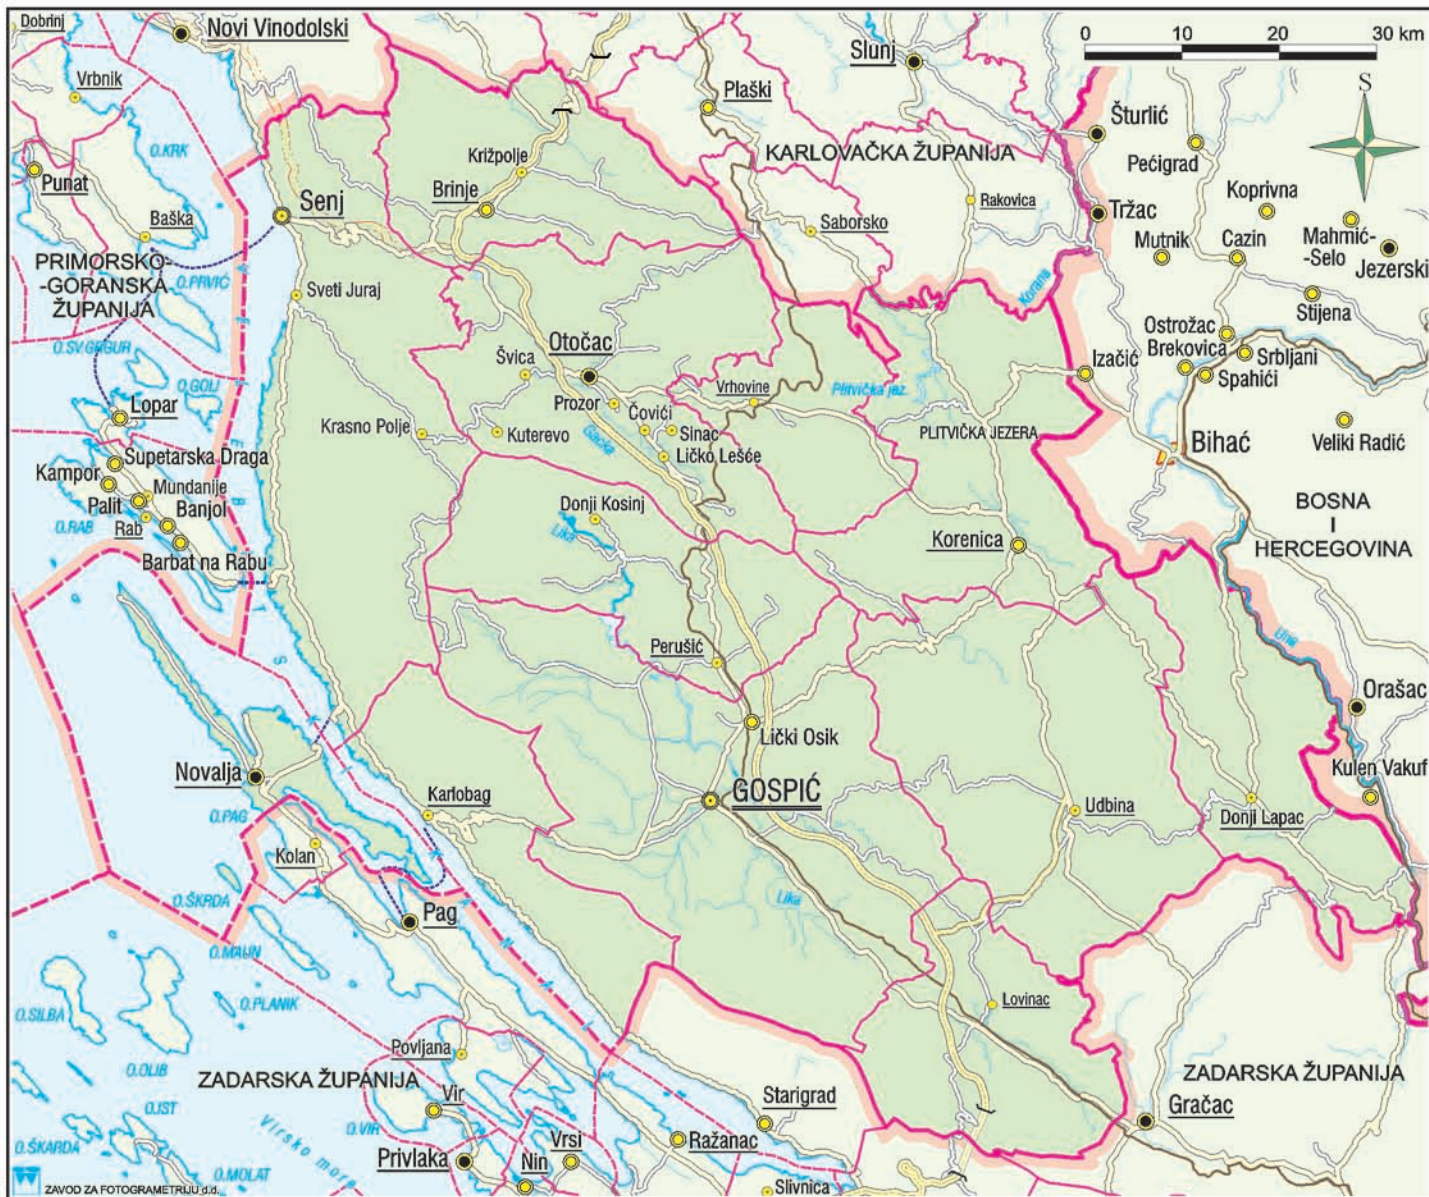 Dobrinj
Novi Vinodolski
Vrbnik
O.KRK
Punat
Baška
PRIMORSKO-
-GORANSKA
ŽUPANIJA
O.PRVIĆ
O.SV.GRGUR
O.GOLI
Lopar
Supetarska Draga
Kampor
Mundanije
Palit
Banjol
Rab
O.RAB
Barbat na Rabu
VELEBITSKI KANAL
Senj
Sveti Juraj
Krasno Polje
Križpolje
Brinje
Plaški
Slunj
KARLOVAČKA ŽUPANIJA
Saborsko
Rakovica
Korana
0 10 20 30 km
S
Šturlić
Pećigrad
Tržac
Koprivna
Mutnik
Cazin
Mahmić-
-Selo
Jezerski
Stijena
Ostrožac
Brekovica
Srbljani
Spahići
Izačić
Bihać
Veliki Radić
BOSNA
I
HERCEGOVINA
Una
Orašac
Kulen Vakuf
Otočac
Švica
Prozor
Čovići
Vrhovine
Kuterevo
Gacka
Sinac
Ličko Lešće
Plitvička jez.
PLITVIČKA JEZERA
Donji Kosinj
Lika
Korenica
Perušić
Lički Osik
GOSPIĆ
Udbina
Donji Lapac
Karlobag
Novalja
O.PAG
Kolan
O.ŠKRDA
Pag
O.MAUN
O.PLANIK
O.SILBA
O.OLIB
O.IST
O.ŠKARDA
O.MOLAT
Virsko more
Povljana
ZADARSKA ŽUPANIJA
Vir
O.VIR
Privlaka
Nin
Vrsi
Ražanac
Starigrad
Slivnica
Lika
Lovinac
ZADARSKA ŽUPANIJA
Gračac
ZAVOD ZA FOTOGRAMETRIJU d.d.